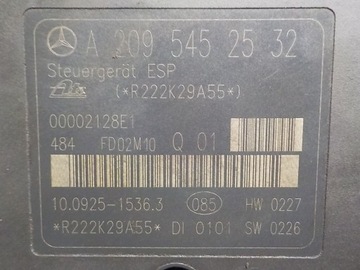 A 209 545 25 32
Steuergerät ESP
Ate (*R222K29A55*)
00002128E1
484 FD02M10 Q 01
10.0925-1536.3 085 HW 0227
*R222K29A55* DI 0101 SW 0226